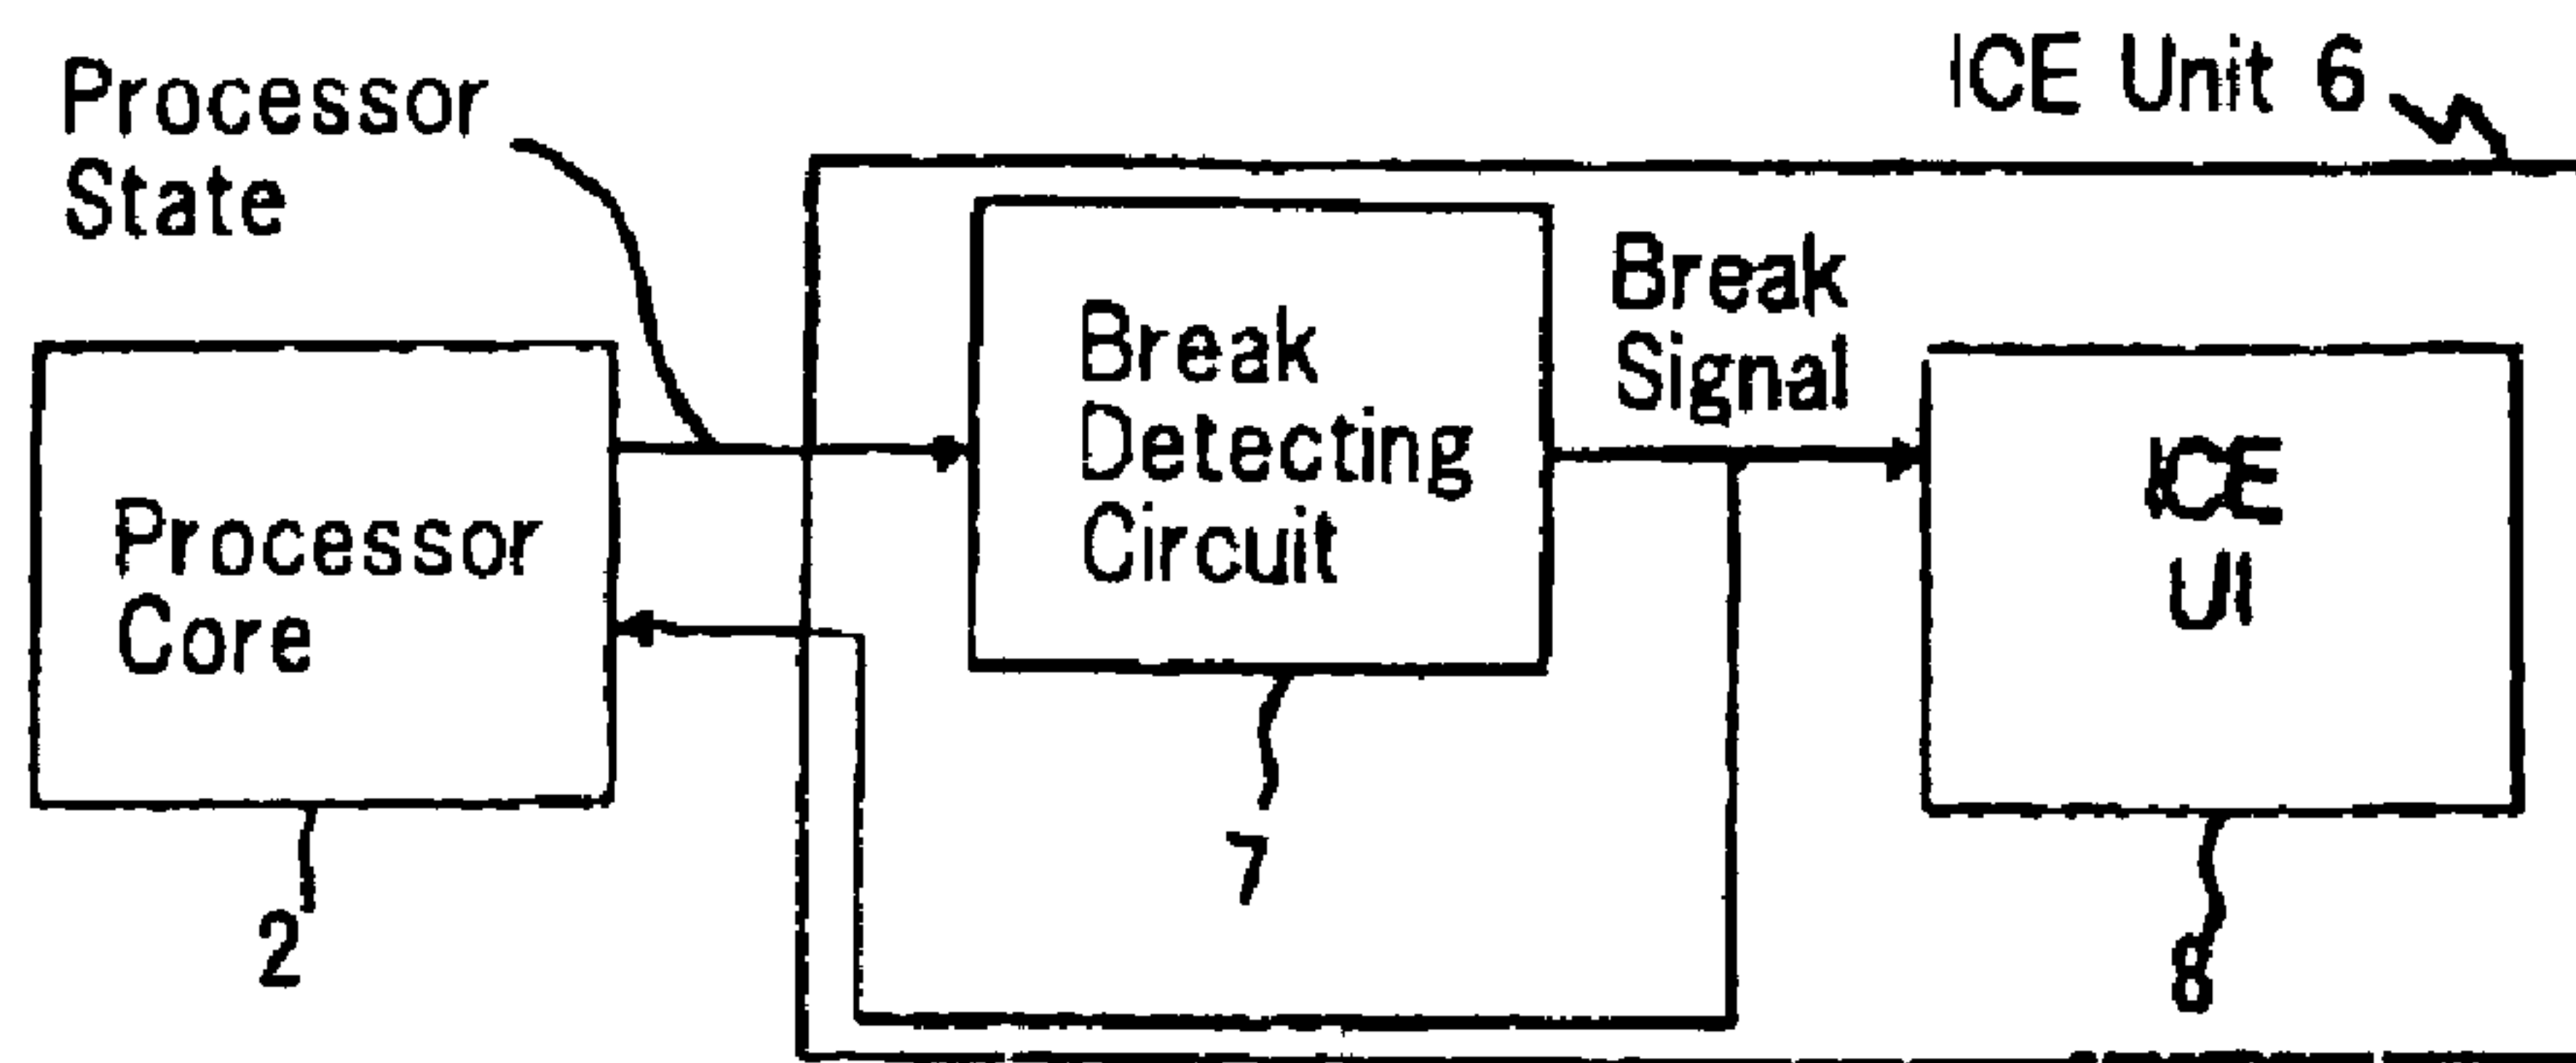 Processor
State
ICE Unit 6
Break
Signal
Break
Detecting
Circuit
ICE
UI
Processor
Core
7
2
8